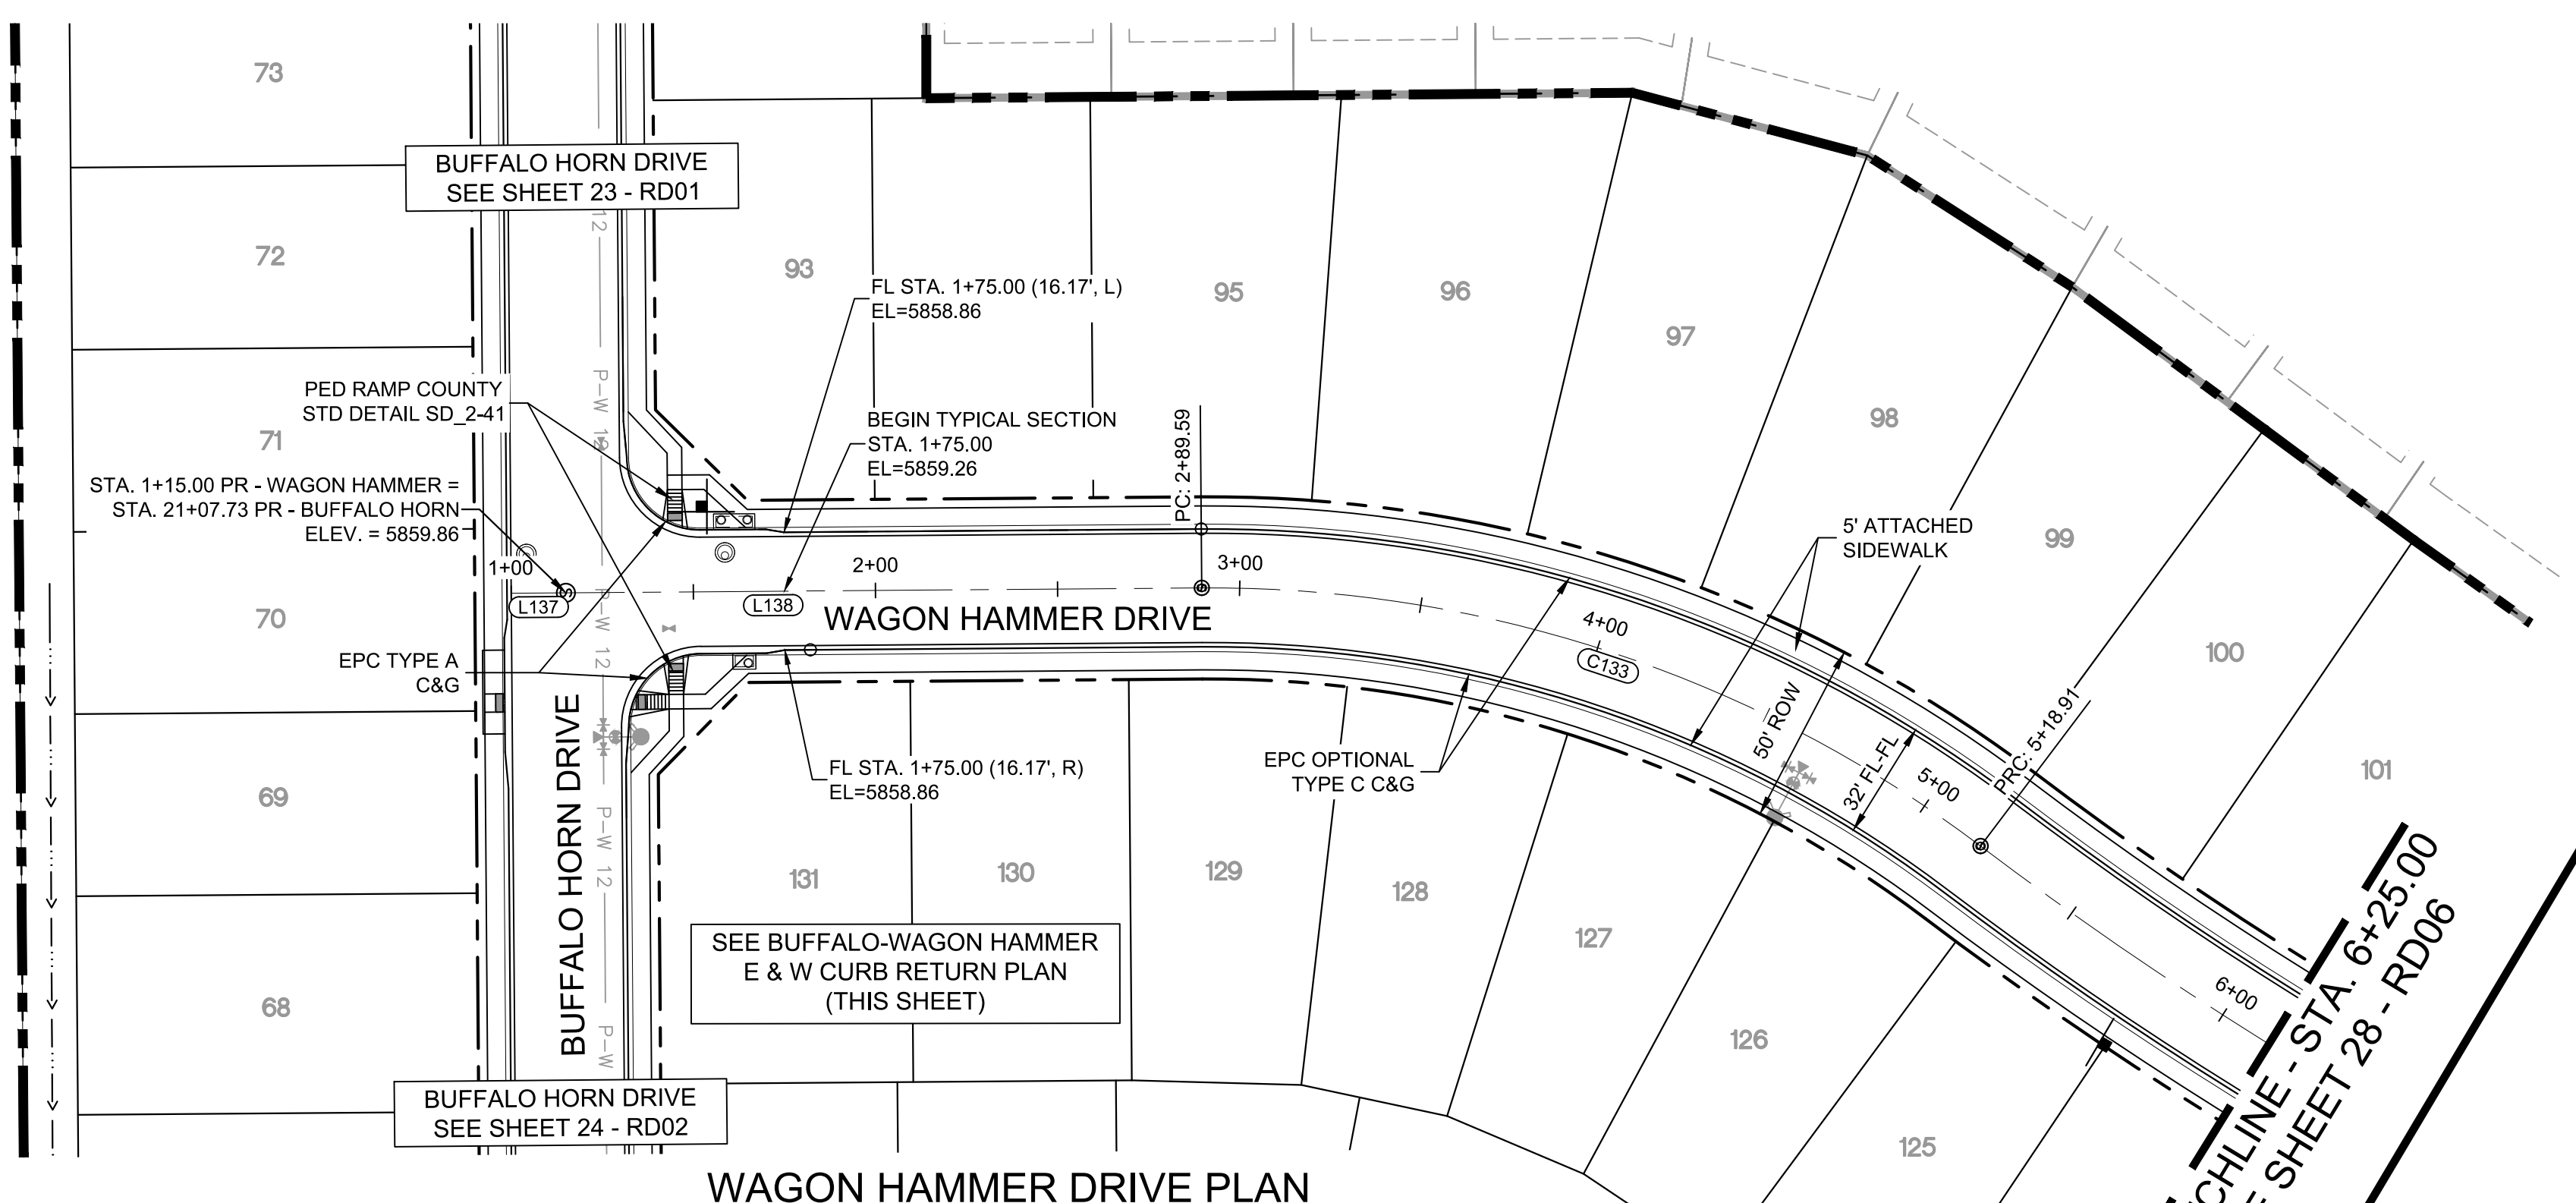 73
BUFFALO HORN DRIVE
SEE SHEET 23 - RD01
12
72
93
FL STA. 1+75.00 (16.17', L)
EL=5858.86
95
96
97
98
99
100
101
PED RAMP COUNTY
STD DETAIL SD_2-41
P-W 12
BEGIN TYPICAL SECTION
STA. 1+75.00
EL=5859.26
PC: 2+89.59
71
STA. 1+15.00 PR - WAGON HAMMER =
STA. 21+07.73 PR - BUFFALO HORN
ELEV. = 5859.86
5' ATTACHED
SIDEWALK
1+00
2+00
3+00
4+00
5+00
6+00
S
L137
L138
C133
WAGON HAMMER DRIVE
70
P-W 12
EPC TYPE A
C&G
50' ROW
32' FL-FL
PRC: 5+18.91
EPC OPTIONAL
TYPE C C&G
FL STA. 1+75.00 (16.17', R)
EL=5858.86
BUFFALO HORN DRIVE
69
P-W 12
131
130
129
128
127
126
125
SEE BUFFALO-WAGON HAMMER
E & W CURB RETURN PLAN
(THIS SHEET)
68
P-W
BUFFALO HORN DRIVE
SEE SHEET 24 - RD02
CHLINE - STA. 6+25.00
E SHEET 28 - RD06
WAGON HAMMER DRIVE PLAN